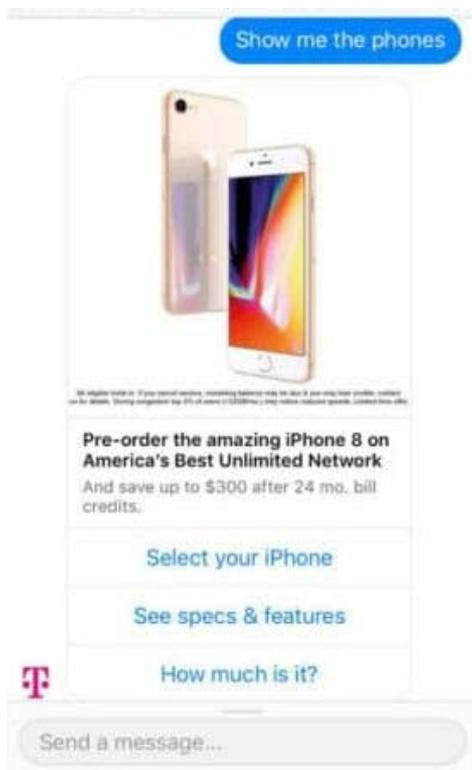 Show me the phones
Pre-order the amazing iPhone 8 on
America's Best Unlimited Network
And save up to $300 after 24 mo. bill
credits.
Select your iPhone
See specs & features
How much is it?
T
Send a message...